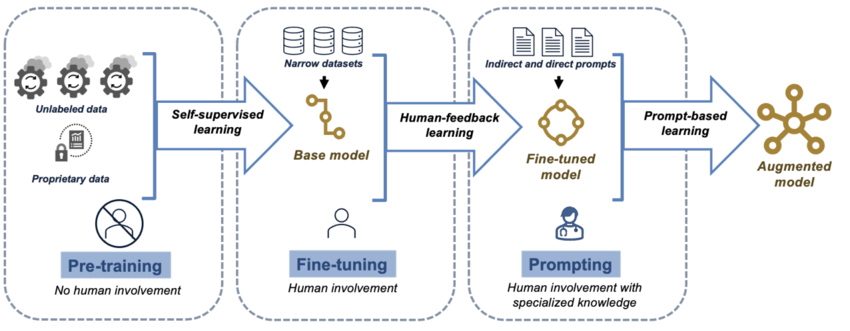 Unlabeled data
Proprietary data
Pre-training
No human involvement
Self-supervised
learning
Narrow datasets
Base model
Fine-tuning
Human involvement
Human-feedback
learning
Indirect and direct prompts
Fine-tuned
model
Prompting
Human involvement with
specialized knowledge
Prompt-based
learning
Augmented
model